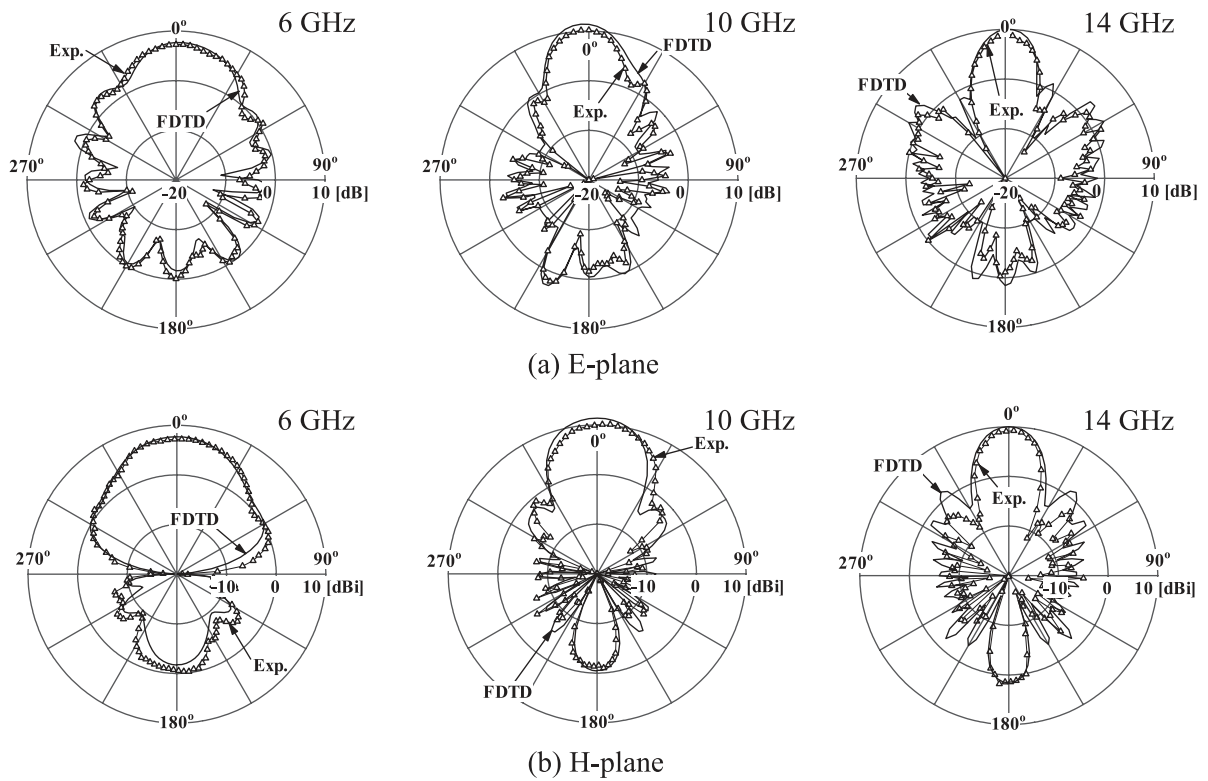 6 GHz
0°
Exp.
FDTD
270°
90°
-20
0
10 [dB]
180°
10 GHz
0°
FDTD
Exp.
270°
90°
-20
0
10 [dB]
180°
14 GHz
0°
FDTD
Exp.
270°
90°
-20
0
10 [dB]
180°
(a) E-plane
6 GHz
0°
FDTD
270°
90°
-10
0
10 [dBi]
Exp.
180°
10 GHz
0°
Exp.
270°
90°
-10
0
10 [dBi]
FDTD
180°
14 GHz
0°
FDTD
Exp.
270°
90°
-10
0
10 [dBi]
180°
(b) H-plane